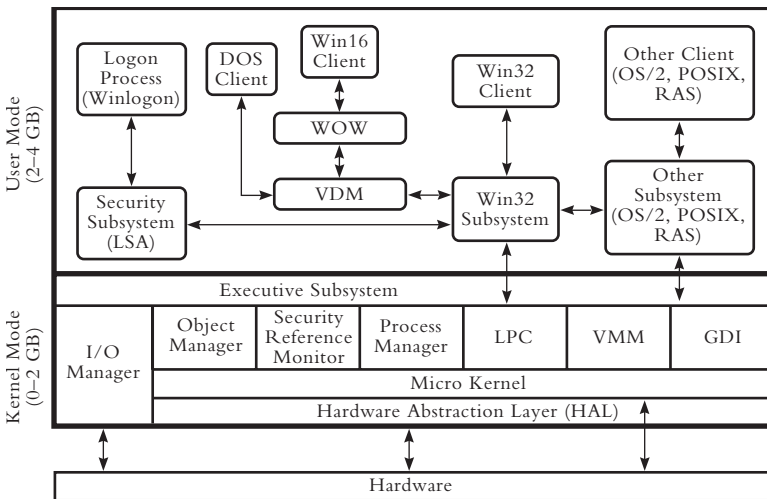 User Mode
(2–4 GB)
Logon
Process
(Winlogon)
DOS
Client
Win16
Client
WOW
VDM
Win32
Client
Other Client
(OS/2, POSIX,
RAS)
Security
Subsystem
(LSA)
Win32
Subsystem
Other
Subsystem
(OS/2, POSIX,
RAS)
Kernel Mode
(0–2 GB)
Executive Subsystem
I/O
Manager
Object
Manager
Security
Reference
Monitor
Process
Manager
LPC
VMM
GDI
Micro Kernel
Hardware Abstraction Layer (HAL)
Hardware